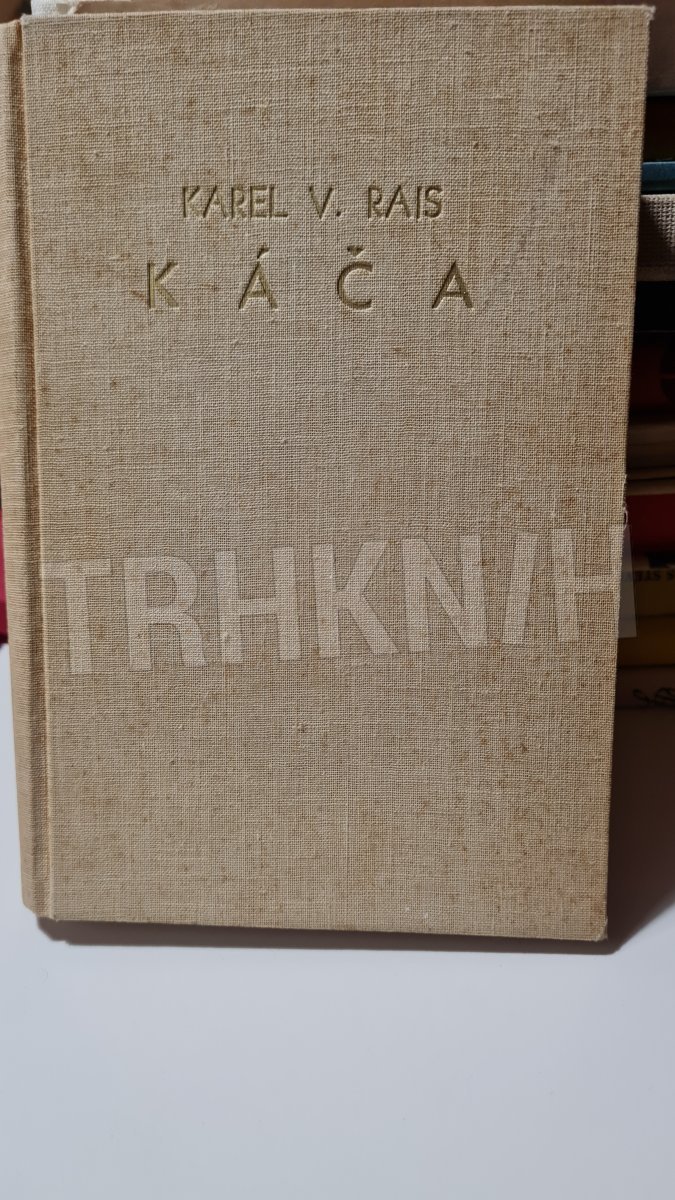 KAREL V. RAIS
KÁČA
TRHKNIH